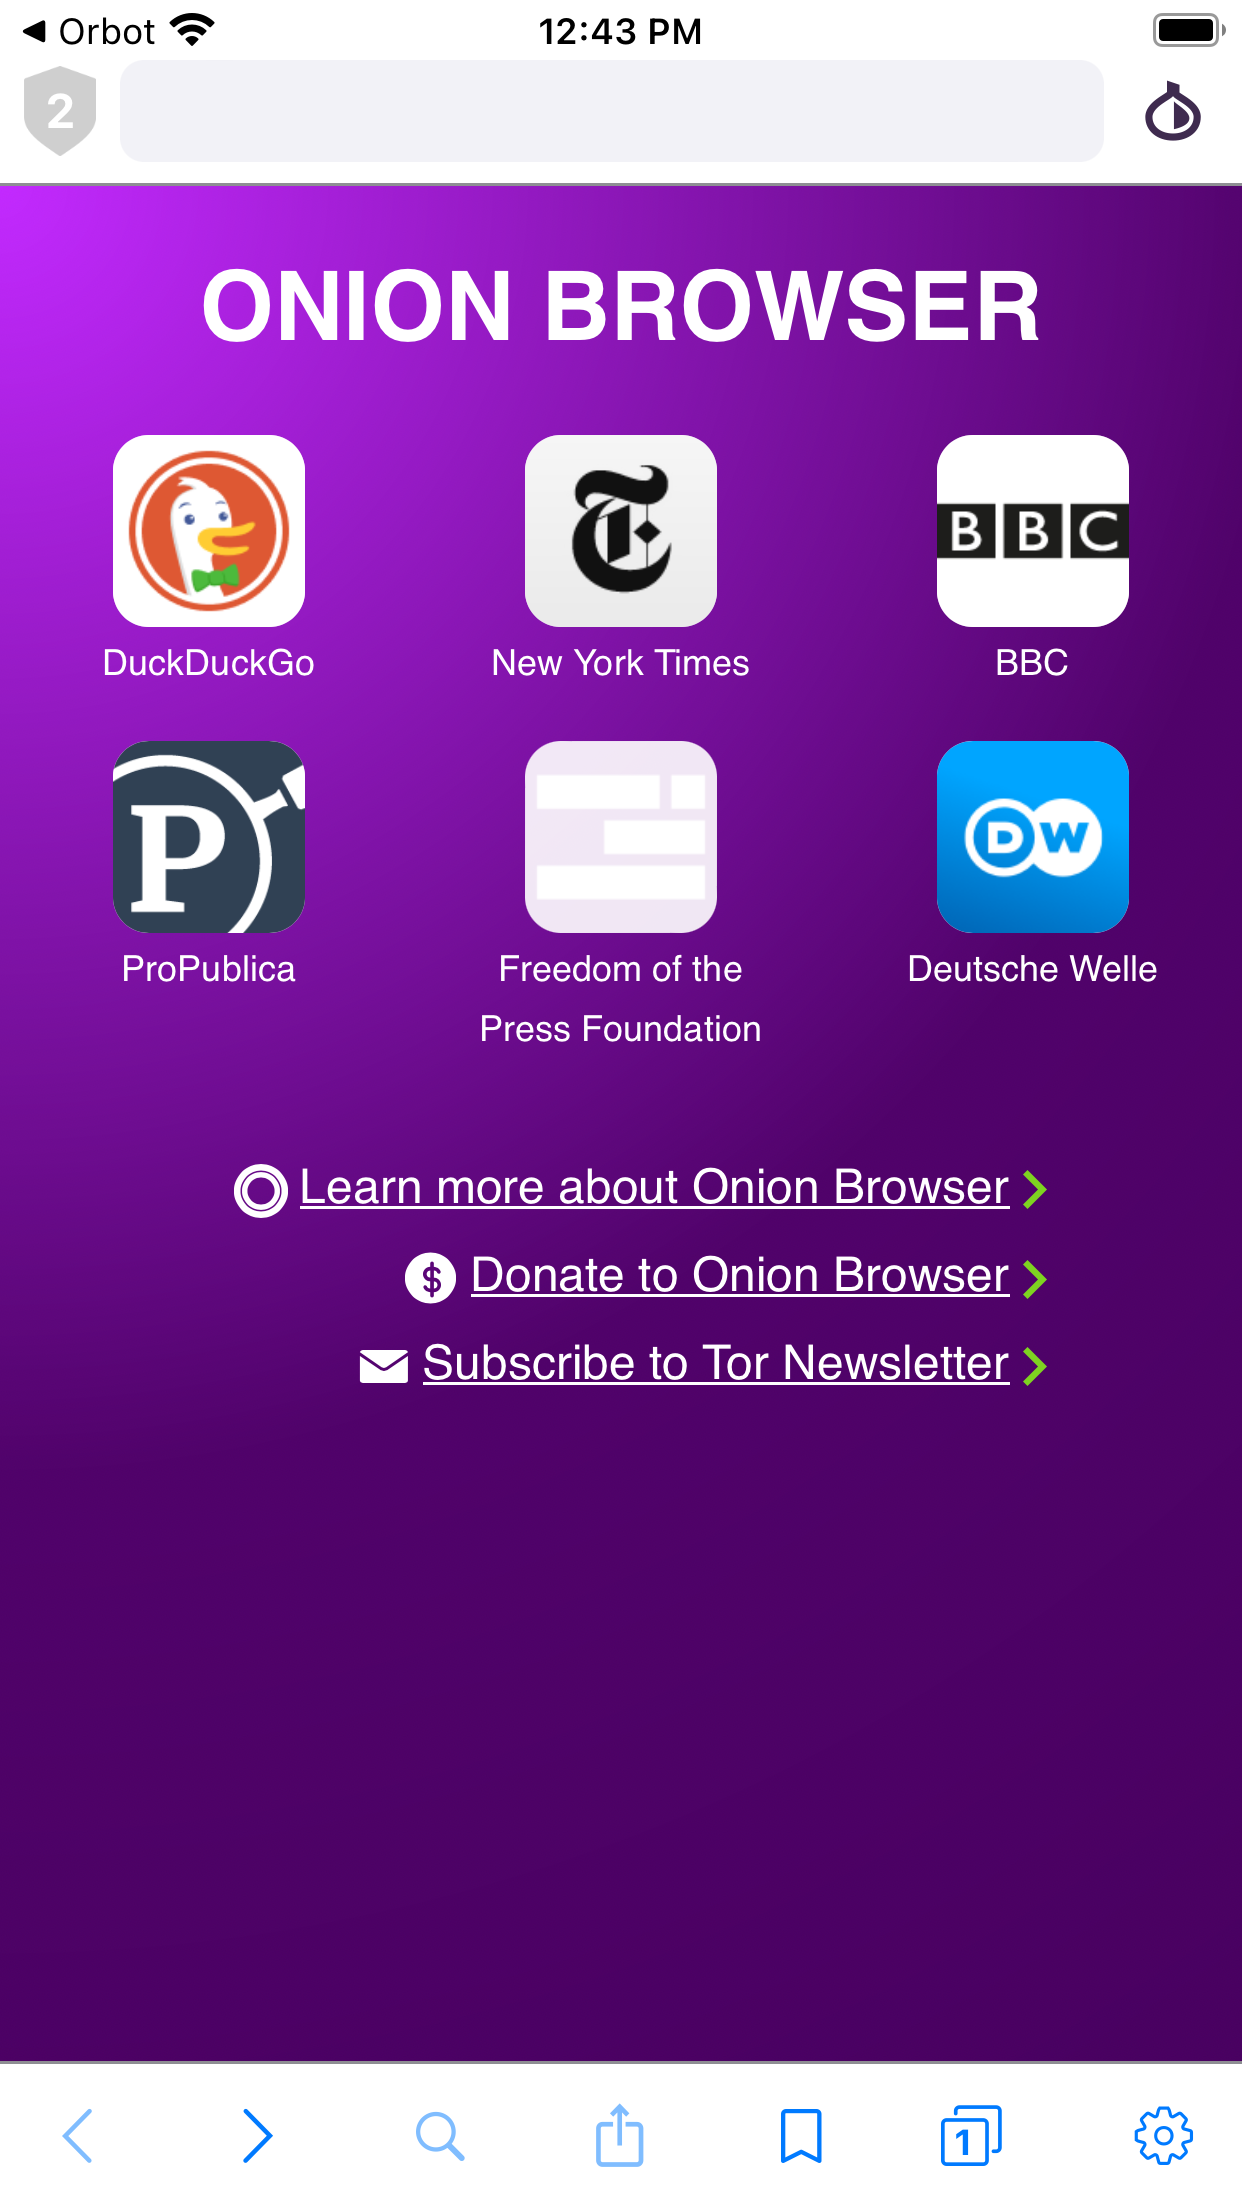 Orbot
12:43 PM
2
ONION BROWSER
BBC
DuckDuckGo
New York Times
BBC
P
DW
ProPublica
Freedom of the
Press Foundation
Deutsche Welle
Learn more about Onion Browser
$ Donate to Onion Browser
Subscribe to Tor Newsletter
1